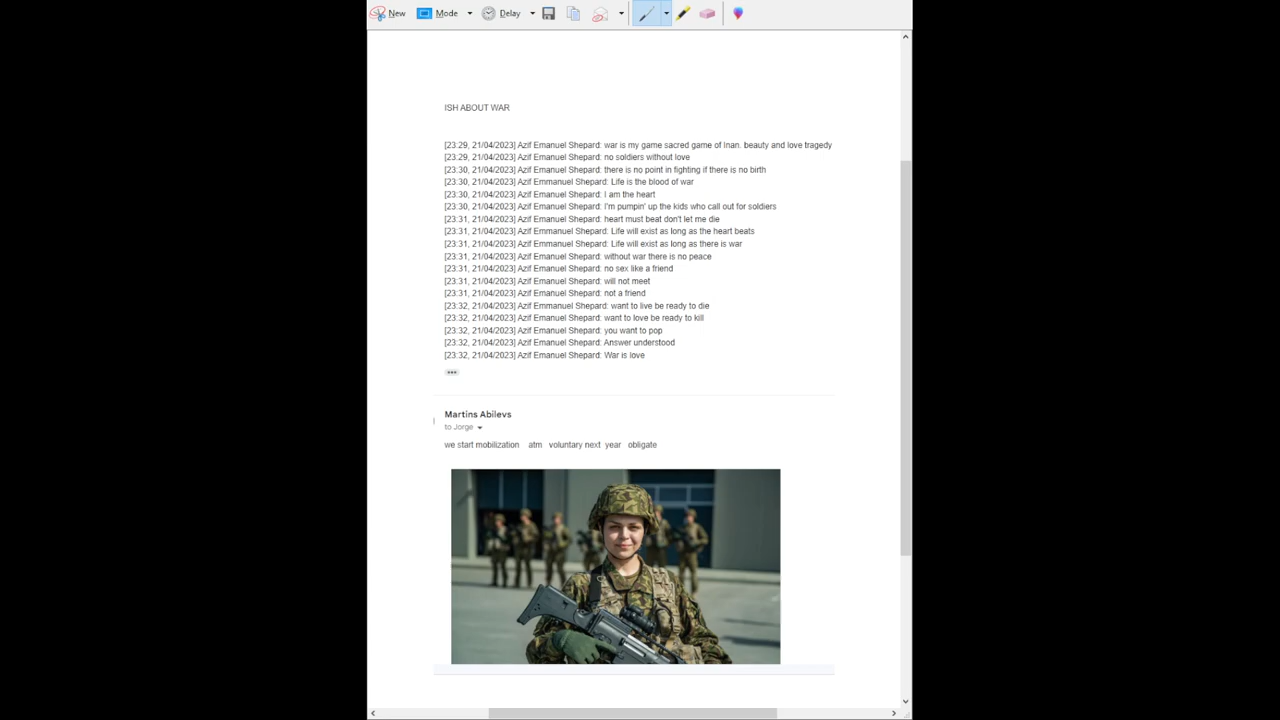 New Mode Delay
ISH ABOUT WAR
[23:29, 21/04/2023] Azif Emanuel Shepard: war is my game sacred game of Inan. beauty and love tragedy
[23:29, 21/04/2023] Azif Emanuel Shepard: no soldiers without love
[23:30, 21/04/2023] Azif Emanuel Shepard: there is no point in fighting if there is no birth
[23:30, 21/04/2023] Azif Emmanuel Shepard: Life is the blood of war
[23:30, 21/04/2023] Azif Emanuel Shepard: I am the heart
[23:30, 21/04/2023] Azif Emanuel Shepard: I'm pumpin' up the kids who call out for soldiers
[23:31, 21/04/2023] Azif Emanuel Shepard: heart must beat don't let me die
[23:31, 21/04/2023] Azif Emmanuel Shepard: Life will exist as long as the heart beats
[23:31, 21/04/2023] Azif Emmanuel Shepard: Life will exist as long as there is war
[23:31, 21/04/2023] Azif Emanuel Shepard: without war there is no peace
[23:31, 21/04/2023] Azif Emanuel Shepard: no sex like a friend
[23:31, 21/04/2023] Azif Emanuel Shepard: will not meet
[23:31, 21/04/2023] Azif Emanuel Shepard: not a friend
[23:32, 21/04/2023] Azif Emmanuel Shepard: want to live be ready to die
[23:32, 21/04/2023] Azif Emanuel Shepard: want to love be ready to kill
[23:32, 21/04/2023] Azif Emanuel Shepard: you want to pop
[23:32, 21/04/2023] Azif Emanuel Shepard: Answer understood
[23:32, 21/04/2023] Azif Emanuel Shepard: War is love
Martins Abilevs
to Jorge
we start mobilization atm voluntary next year obligate